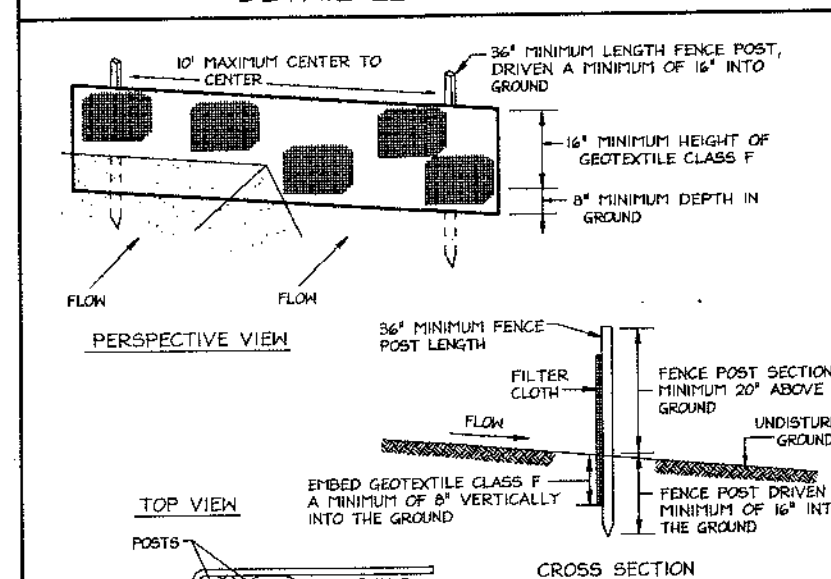 10' MAXIMUM CENTER TO
CENTER
36" MINIMUM LENGTH FENCE POST,
DRIVEN A MINIMUM OF 16" INTO
GROUND
16" MINIMUM HEIGHT OF
GEOTEXTILE CLASS F
8" MINIMUM DEPTH IN
GROUND
FLOW
FLOW
PERSPECTIVE VIEW
36" MINIMUM FENCE
POST LENGTH
FILTER
CLOTH
FENCE POST SECTION
MINIMUM 20" ABOVE
GROUND
FLOW
UNDISTUR
GROUND
EMBED GEOTEXTILE CLASS F
A MINIMUM OF 8" VERTICALLY
INTO THE GROUND
FENCE POST DRIVEN
MINIMUM OF 16" INT
THE GROUND
TOP VIEW
POSTS
CROSS SECTION